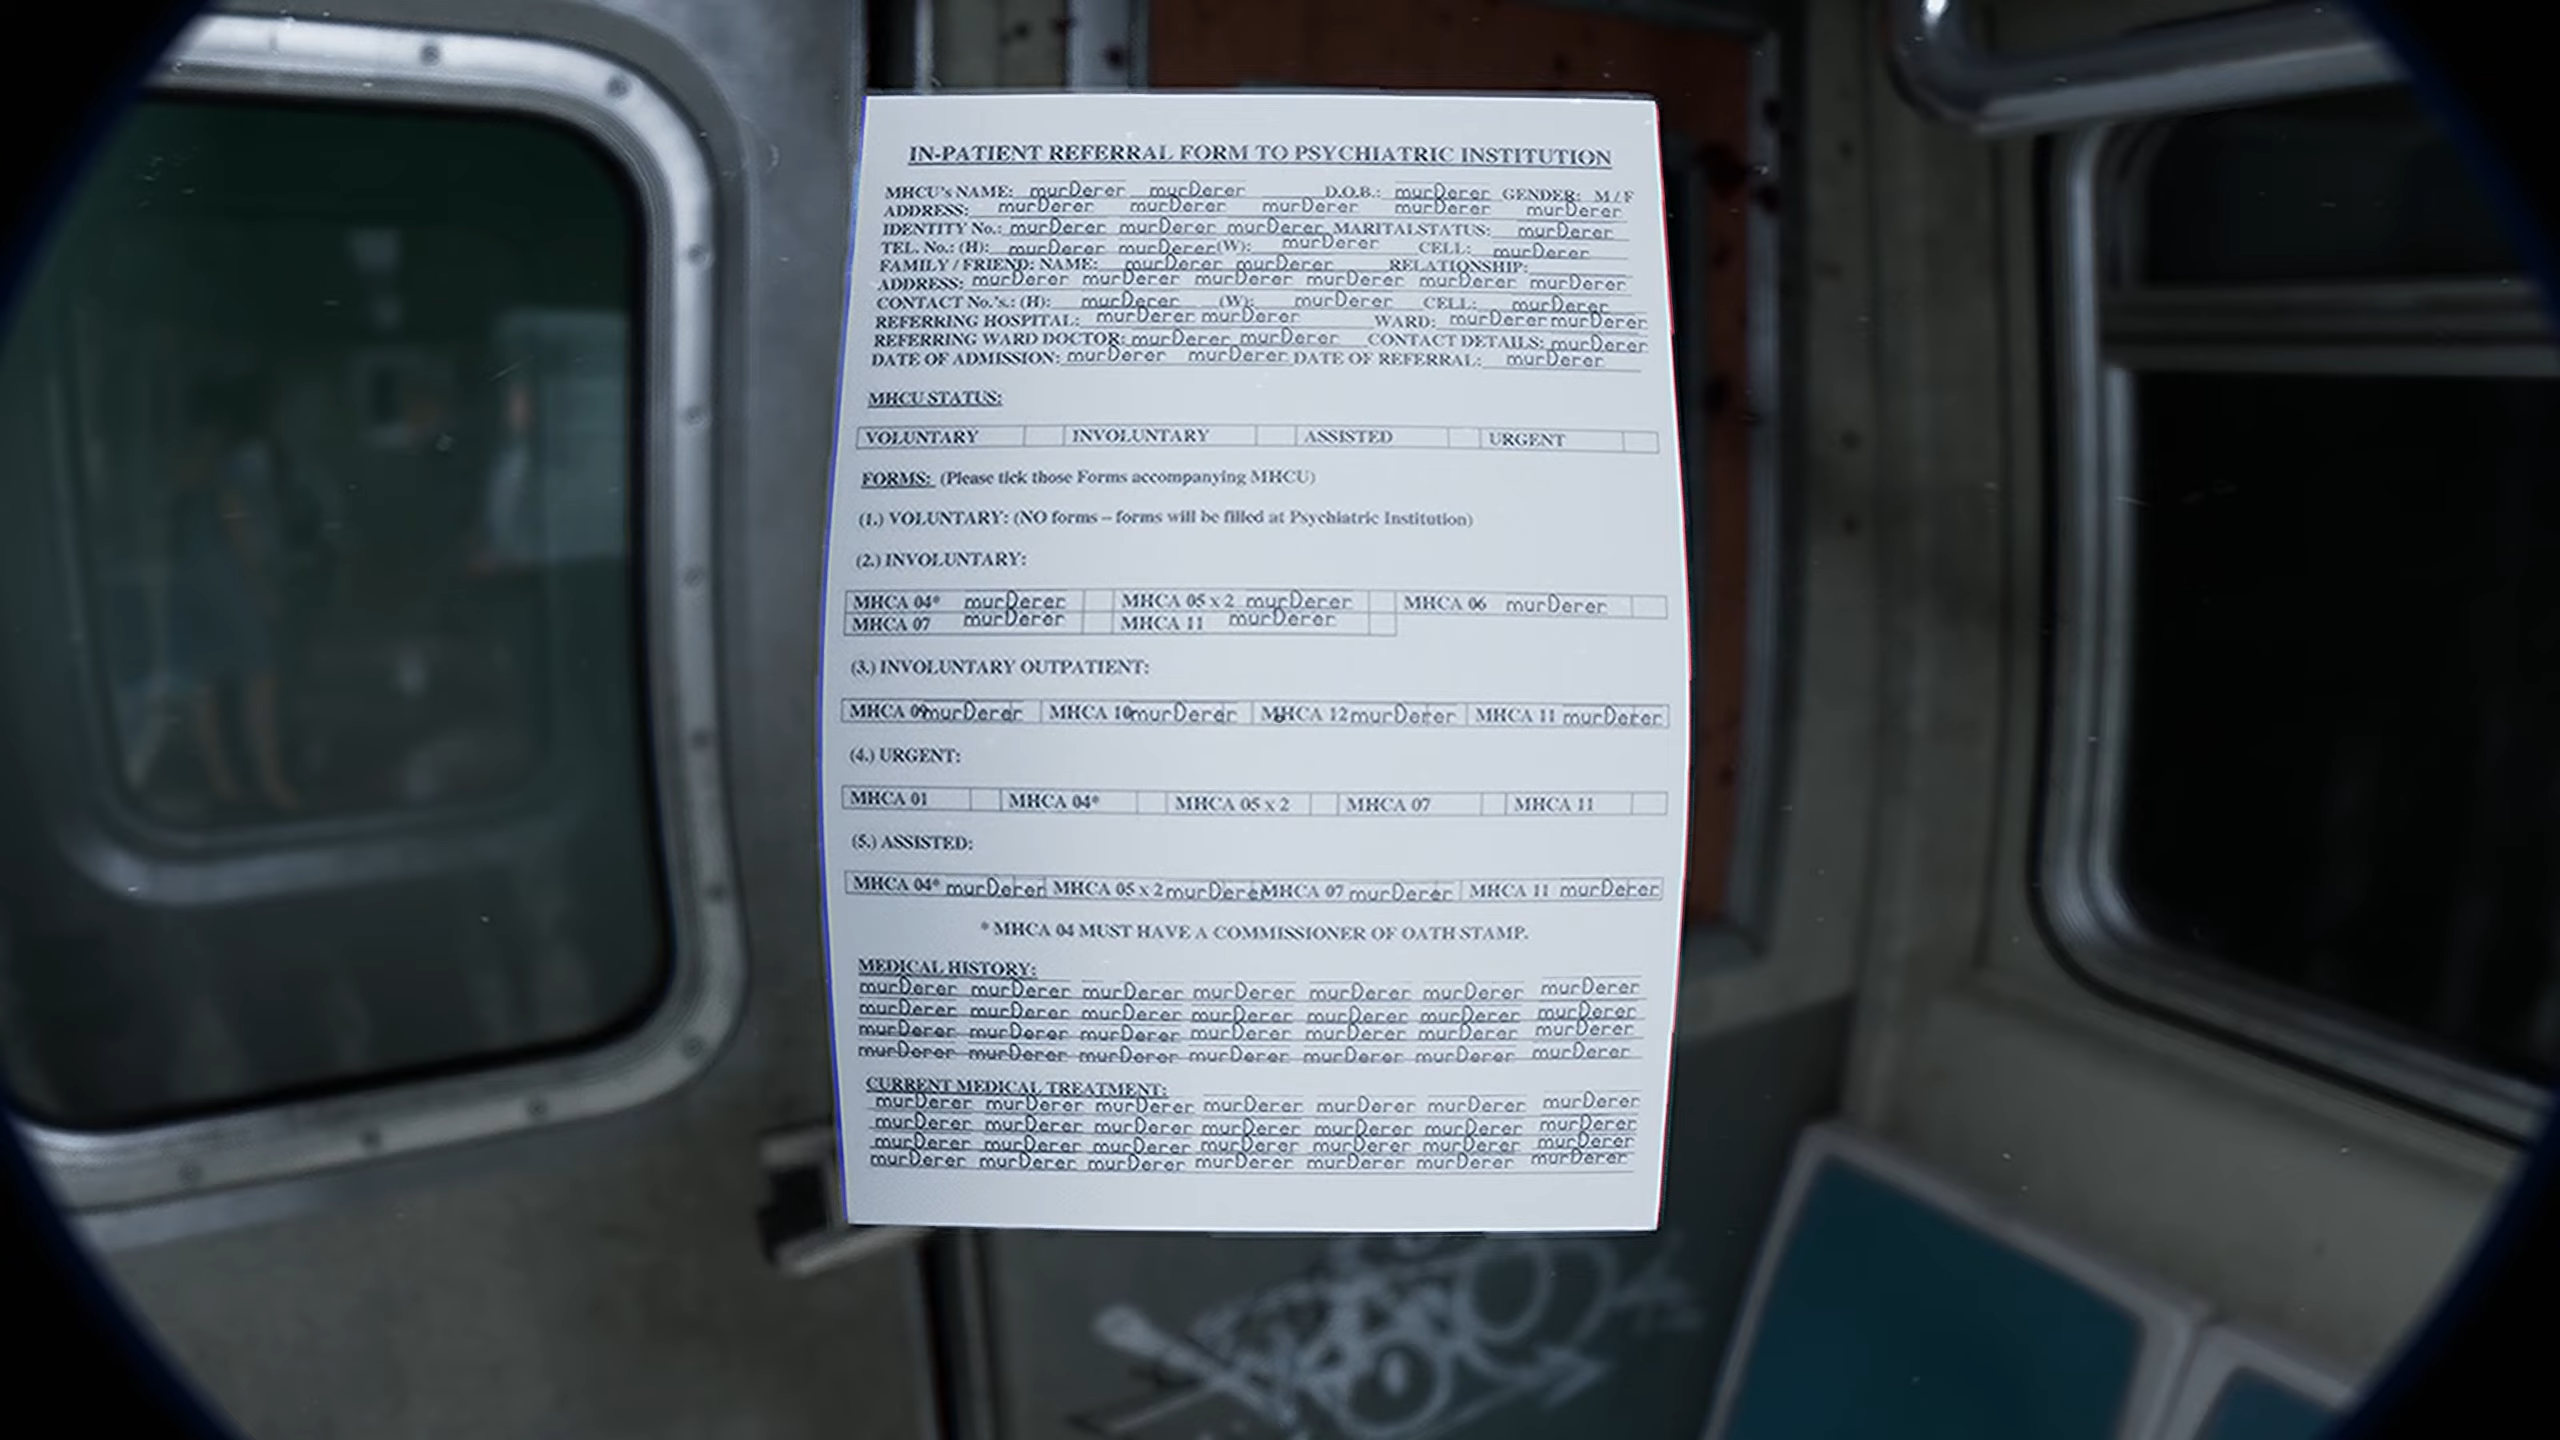 IN-PATIENT REFERRAL FORM TO PSYCHIATRIC INSTITUTION
MHCU's NAME: murDerer murDerer D.O.B.: murDerer GENDER: M / F
ADDRESS: murDerer murDerer murDerer murDerer murDerer
IDENTITY No.: murDerer murDerer murDerer MARITALSTATUS: murDerer
TEL. No.: (H): murDerer murDerer (W): murDerer CELL: murDerer
FAMILY / FRIEND: NAME: murDerer murDerer RELATIONSHIP:
ADDRESS: murDerer murDerer murDerer murDerer murDerer murDerer
CONTACT No.'s.: (H): murDerer (W): murDerer CELL: murDerer
REFERRING HOSPITAL: murDerer murDerer WARD: murDerer murDerer
REFERRING WARD DOCTOR: murDerer murDerer CONTACT DETAILS: murDerer
DATE OF ADMISSION: murDerer murDerer DATE OF REFERRAL: murDerer
MHCU STATUS:
VOLUNTARY INVOLUNTARY ASSISTED URGENT
FORMS: (Please tick those Forms accompanying MHCU)
(1.) VOLUNTARY: (NO forms – forms will be filled at Psychiatric Institution)
(2.) INVOLUNTARY:
MHCA 04* murDerer MHCA 05 x 2 murDerer MHCA 06 murDerer
MHCA 07 murDerer MHCA 11 murDerer
(3.) INVOLUNTARY OUTPATIENT:
MHCA 09 murDerer MHCA 10 murDerer MHCA 12 murDerer MHCA 11 murDerer
(4.) URGENT:
MHCA 01 MHCA 04* MHCA 05 x 2 MHCA 07 MHCA 11
(5.) ASSISTED:
MHCA 04* murDerer MHCA 05 x 2 murDerer MHCA 07 murDerer MHCA 11 murDerer
* MHCA 04 MUST HAVE A COMMISSIONER OF OATH STAMP.
MEDICAL HISTORY:
murDerer murDerer murDerer murDerer murDerer murDerer murDerer
murDerer murDerer murDerer murDerer murDerer murDerer murDerer
murDerer murDerer murDerer murDerer murDerer murDerer murDerer
murDerer murDerer murDerer murDerer murDerer murDerer murDerer
CURRENT MEDICAL TREATMENT:
murDerer murDerer murDerer murDerer murDerer murDerer murDerer
murDerer murDerer murDerer murDerer murDerer murDerer murDerer
murDerer murDerer murDerer murDerer murDerer murDerer murDerer
murDerer murDerer murDerer murDerer murDerer murDerer murDerer